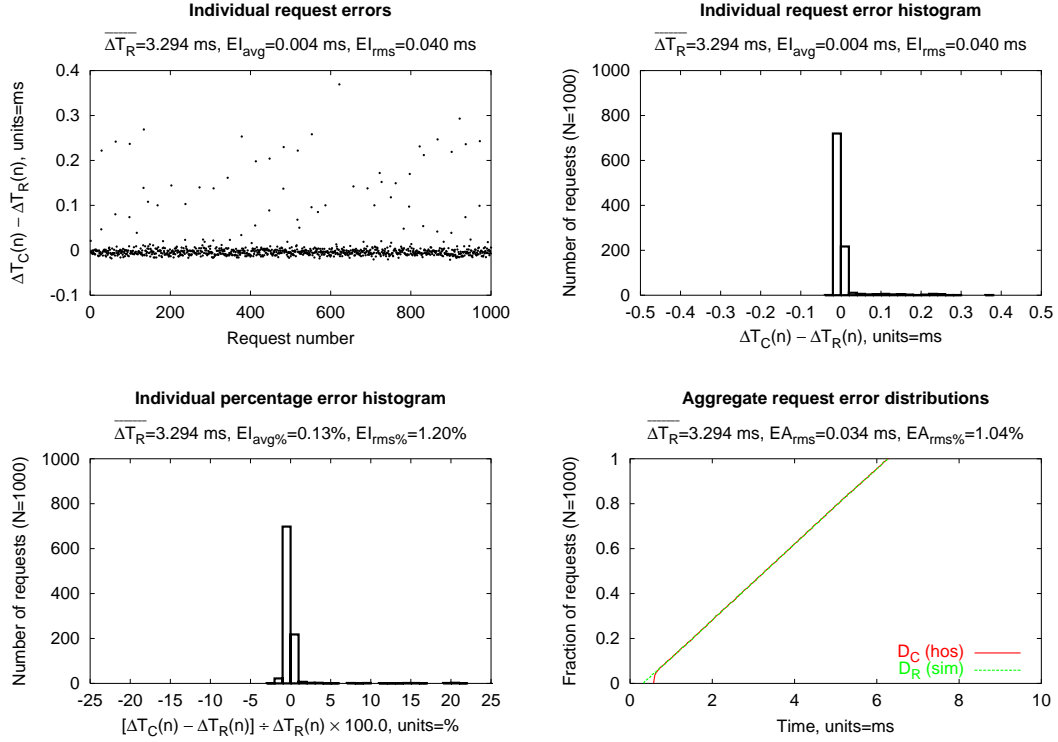 Individual request errors
ΔT_R=3.294 ms, EI_avg=0.004 ms, EI_rms=0.040 ms
ΔT_C(n) – ΔT_R(n), units=ms
0.4
0.3
0.2
0.1
0
-0.1
0 200 400 600 800 1000
Request number
Individual request error histogram
ΔT_R=3.294 ms, EI_avg=0.004 ms, EI_rms=0.040 ms
Number of requests (N=1000)
1000
800
600
400
200
0
-0.5 -0.4 -0.3 -0.2 -0.1 0 0.1 0.2 0.3 0.4 0.5
ΔT_C(n) – ΔT_R(n), units=ms
Individual percentage error histogram
ΔT_R=3.294 ms, EI_avg%=0.13%, EI_rms%=1.20%
Number of requests (N=1000)
1000
800
600
400
200
0
-25 -20 -15 -10 -5 0 5 10 15 20 25
[ΔT_C(n) – ΔT_R(n)] ÷ ΔT_R(n) × 100.0, units=%
Aggregate request error distributions
ΔT_R=3.294 ms, EA_rms=0.034 ms, EA_rms%=1.04%
Fraction of requests (N=1000)
1
0.8
0.6
0.4
0.2
0
D_C (hos)
D_R (sim)
0 2 4 6 8 10
Time, units=ms